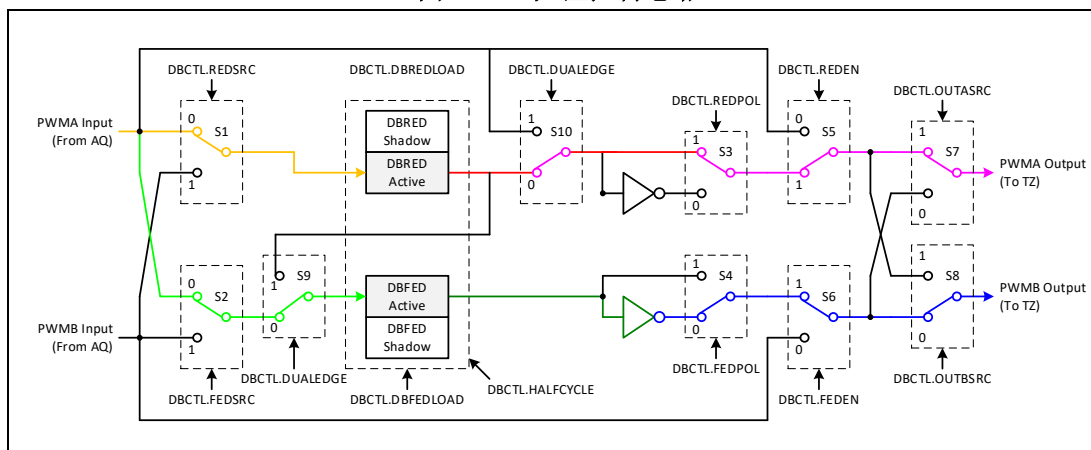 DBCTL.REDSRC
DBCTL.DBREDLOAD
DBCTL.DUALEDGE
DBCTL.REDEN
DBCTL.REDPOL
DBCTL.OUTASRC
PWMA Input
(From AQ)
0
S1
1
DBRED
Shadow
DBRED
Active
1
S10
0
1
S3
0
0
S5
1
1
S7
0
PWMA Output
(To TZ)
0
S2
1
S9
1
0
DBFED
Active
DBFED
Shadow
1
S4
0
1
S6
0
1
S8
0
PWMB Input
(From AQ)
PWMB Output
(To TZ)
DBCTL.DUALEDGE
DBCTL.HALFCYCLE
DBCTL.FEDPOL
DBCTL.OUTBSRC
DBCTL.FEDSRC
DBCTL.DBFEDLOAD
DBCTL.FEDEN